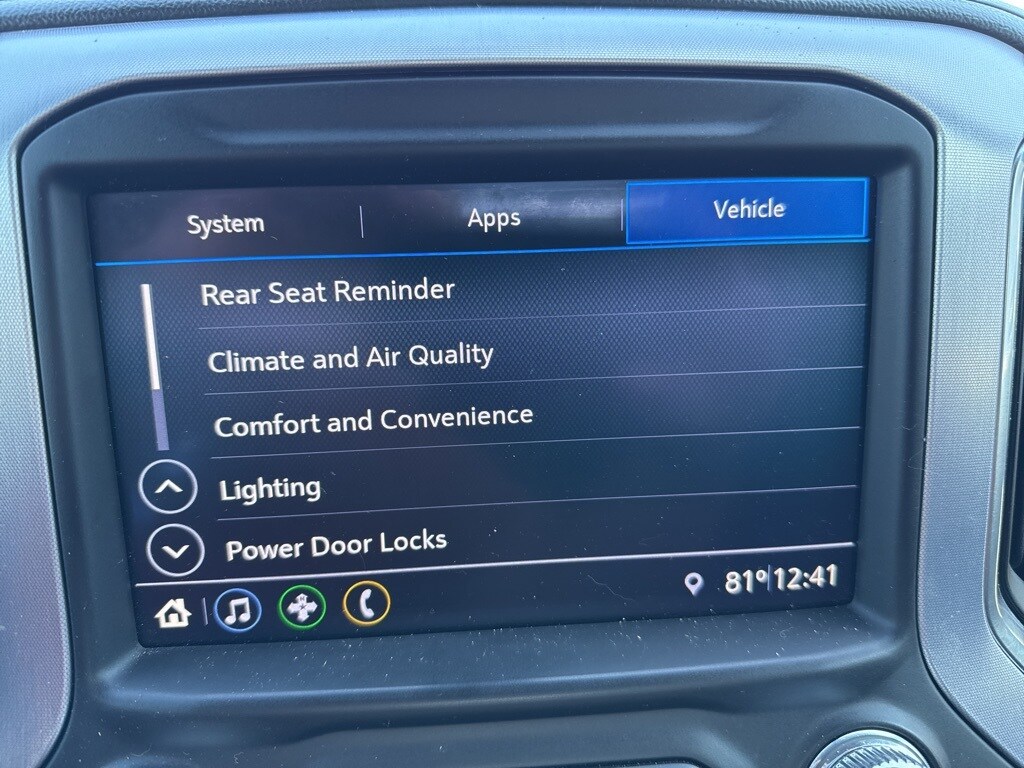 System Apps Vehicle
Rear Seat Reminder
Climate and Air Quality
Comfort and Convenience
Lighting
Power Door Locks
81° 12:41